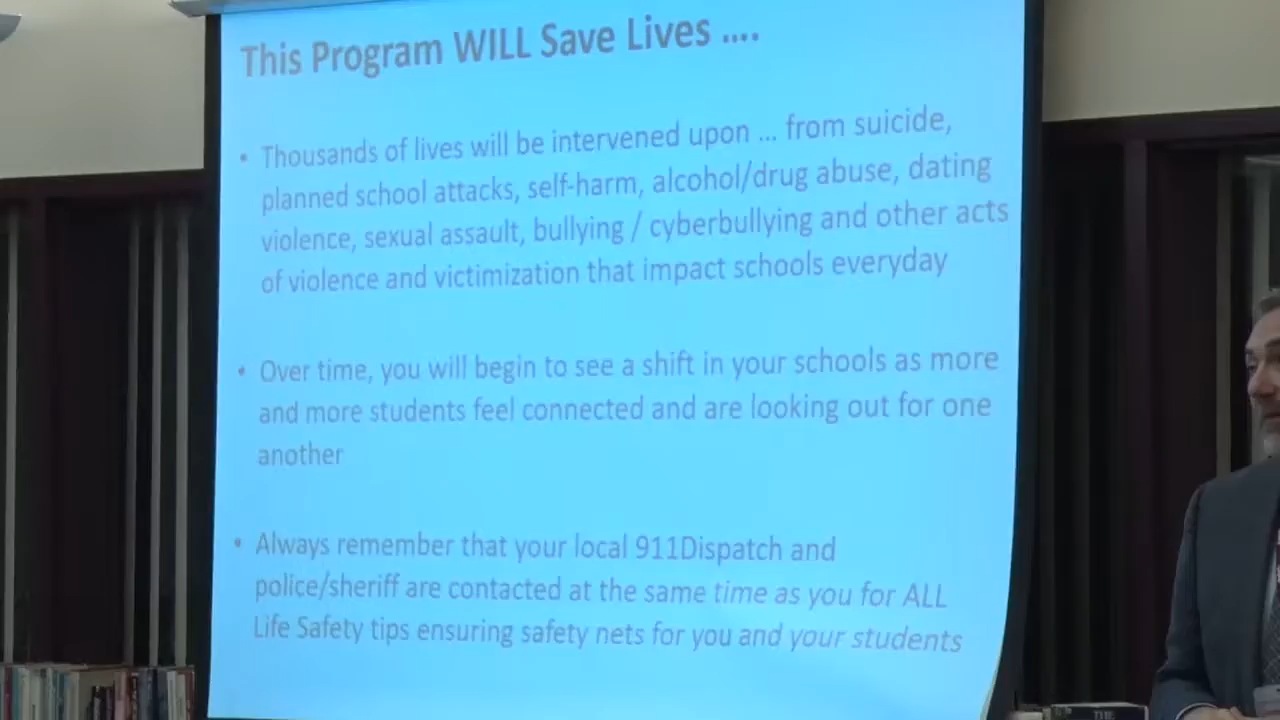 This Program WILL Save Lives ....
• Thousands of lives will be intervened upon ... from suicide,
planned school attacks, self-harm, alcohol/drug abuse, dating
violence, sexual assault, bullying / cyberbullying and other acts
of violence and victimization that impact schools everyday
• Over time, you will begin to see a shift in your schools as more
and more students feel connected and are looking out for one
another
• Always remember that your local 911Dispatch and
police/sheriff are contacted at the same time as you for ALL
Life Safety tips ensuring safety nets for you and your students
THE